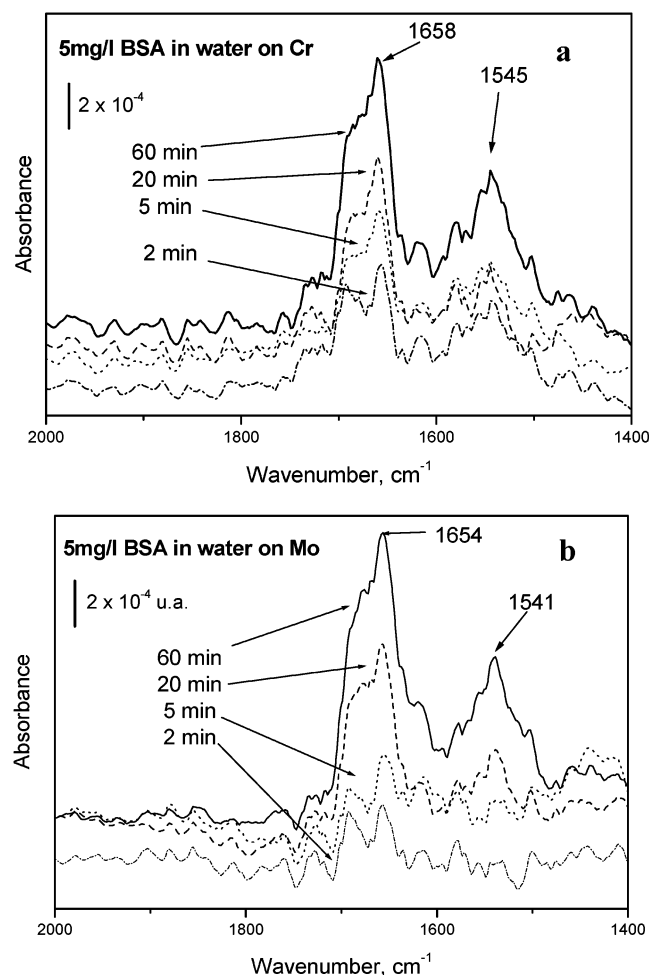 5mg/l BSA in water on Cr
1658
a
1545
2 x 10⁻⁴
60 min
20 min
5 min
2 min
Absorbance
2000
1800
1600
1400
Wavenumber, cm⁻¹
5mg/l BSA in water on Mo
1654
b
2 x 10⁻⁴ u.a.
1541
60 min
20 min
5 min
2 min
Absorbance
2000
1800
1600
1400
Wavenumber, cm⁻¹